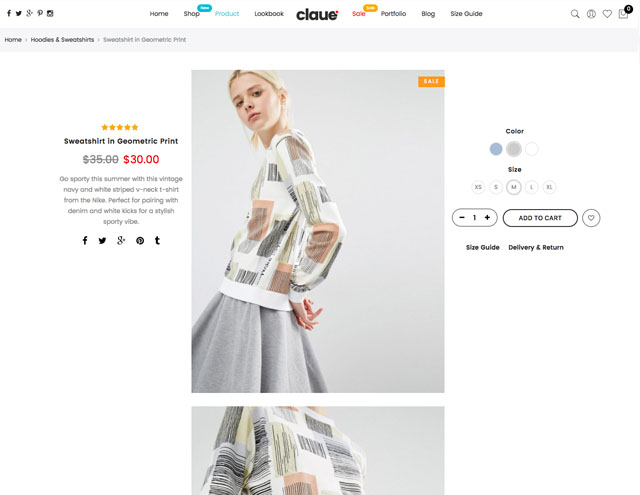 Home
Shop
New
Product
Lookbook
claue
Sale
Sale
Portfolio
Blog
Size Guide
0
Home > Hoodies & Sweatshirts > Sweatshirt in Geometric Print
SALE
Sweatshirt in Geometric Print
$35.00 $30.00
Go sporty this summer with this vintage
navy and white striped v-neck t-shirt
from the Nike. Perfect for pairing with
denim and white kicks for a stylish
sporty vibe.
Color
Size
XS S M L XL
− 1 +
ADD TO CART
Size Guide Delivery & Return